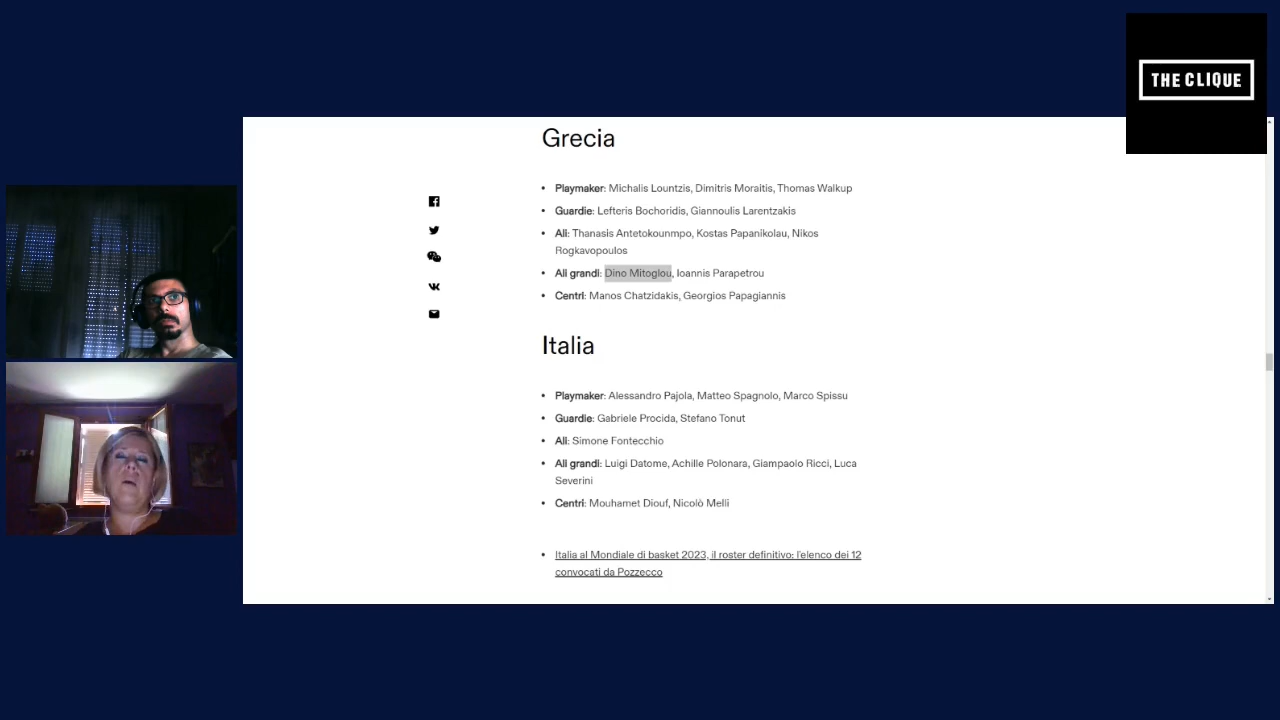 THE CLIQUE
Grecia
Playmaker: Michalis Lountzis, Dimitris Moraitis, Thomas Walkup
Guardie: Lefteris Bochoridis, Giannoulis Larentzakis
Ali: Thanasis Antetokounmpo, Kostas Papanikolau, Nikos
Rogkavopoulos
Ali grandi: Dino Mitoglou, Ioannis Parapetrou
Centri: Manos Chatzidakis, Georgios Papagiannis
Italia
Playmaker: Alessandro Pajola, Matteo Spagnolo, Marco Spissu
Guardie: Gabriele Procida, Stefano Tonut
Ali: Simone Fontecchio
Ali grandi: Luigi Datome, Achille Polonara, Giampaolo Ricci, Luca
Severini
Centri: Mouhamet Diouf, Nicolò Melli
Italia al Mondiale di basket 2023, il roster definitivo: l'elenco dei 12
convocati da Pozzecco